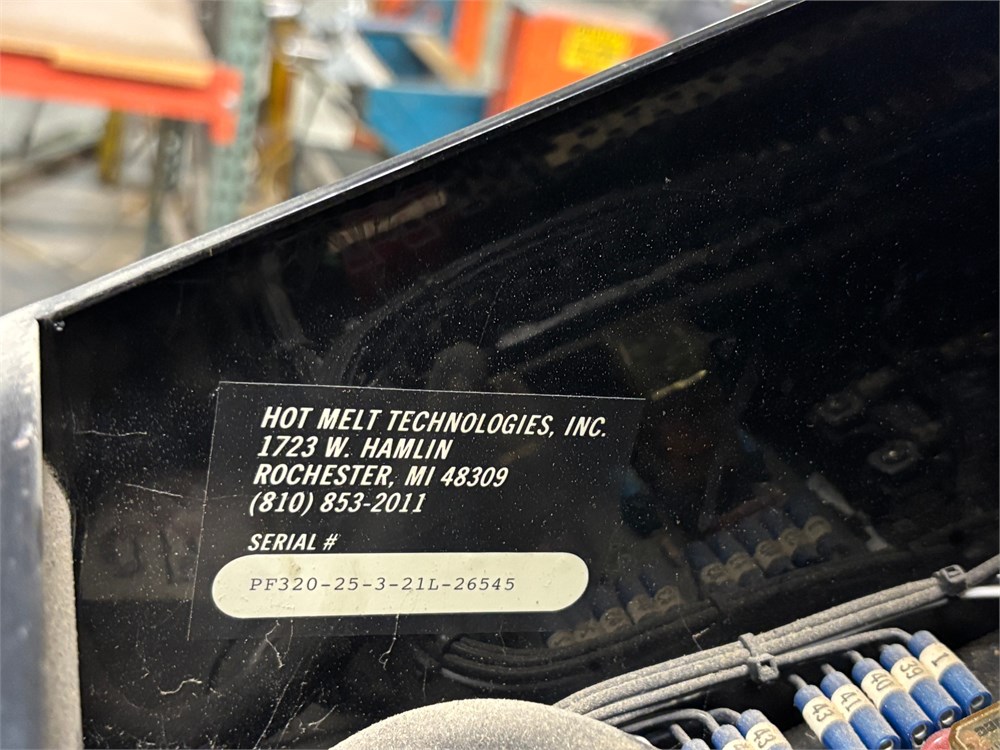 HOT MELT TECHNOLOGIES, INC.
1723 W. HAMLIN
ROCHESTER, MI 48309
(810) 853-2011
SERIAL #
PF320-25-3-21L-26545
1
39
40
41
43
43